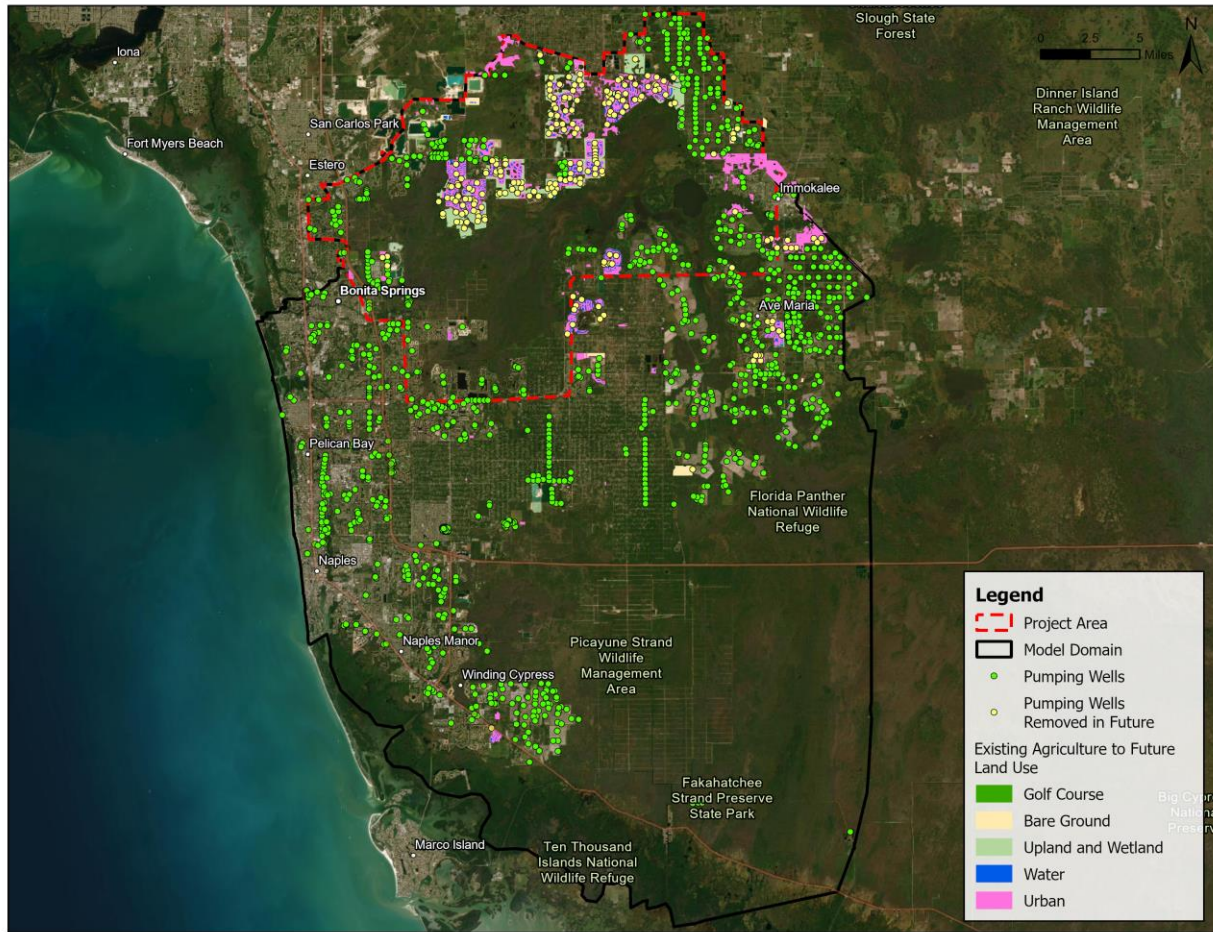 Slough State
Forest
N
0
2.5
5
Miles
Iona
Dinner Island
Ranch Wildlife
Management
Area
San Carlos Park
Fort Myers Beach
Estero
Immokalee
Bonita Springs
Ave Maria
Pelican Bay
Florida Panther
National Wildlife
Refuge
Naples
Naples Manor
Picayune Strand
Wildlife
Management
Area
Winding Cypress
Fakahatchee
Strand Preserve
State Park
Marco Island
Ten Thousand
Islands National
Wildlife Refuge
Big Cypr
Nationa
Preserv
Legend
Project Area
Model Domain
Pumping Wells
Pumping Wells
Removed in Future
Existing Agriculture to Future
Land Use
Golf Course
Bare Ground
Upland and Wetland
Water
Urban